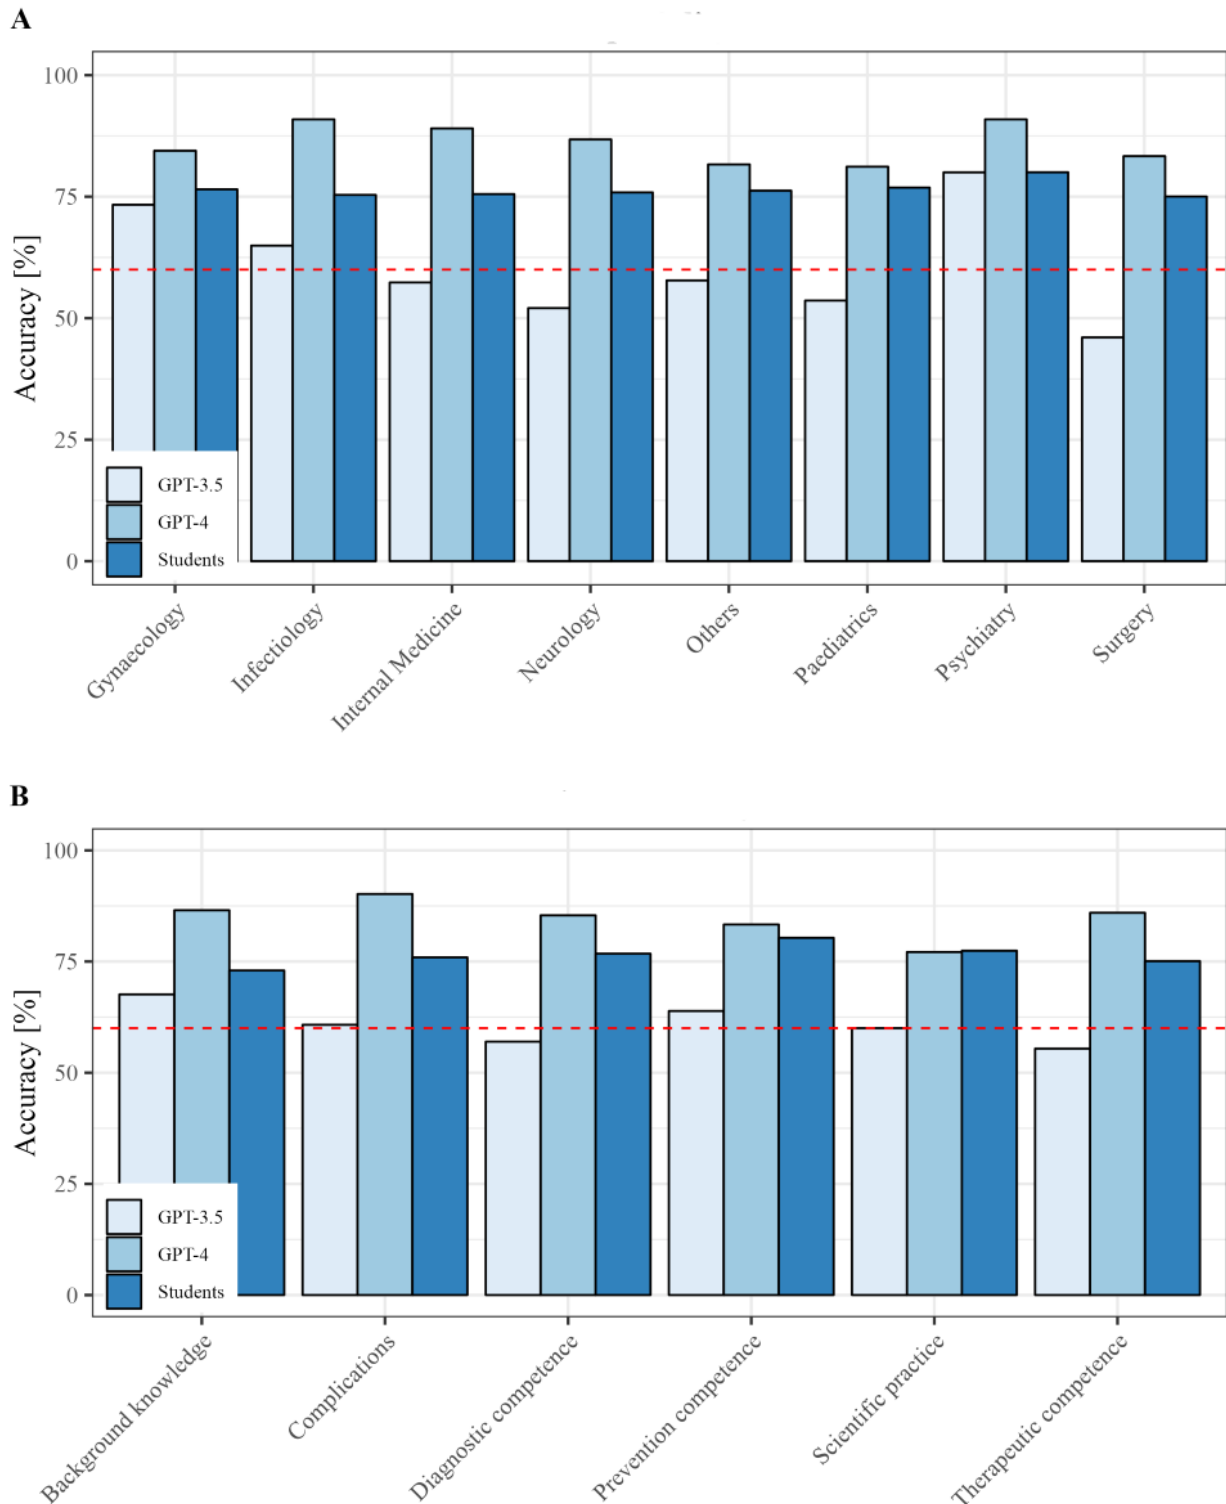 A
100
75
50
25
0
Accuracy [%]
GPT-3.5
GPT-4
Students
Gynaecology
Infectiology
Internal Medicine
Neurology
Others
Paediatrics
Psychiatry
Surgery
B
100
75
50
25
0
Accuracy [%]
GPT-3.5
GPT-4
Students
Background knowledge
Complications
Diagnostic competence
Prevention competence
Scientific practice
Therapeutic competence